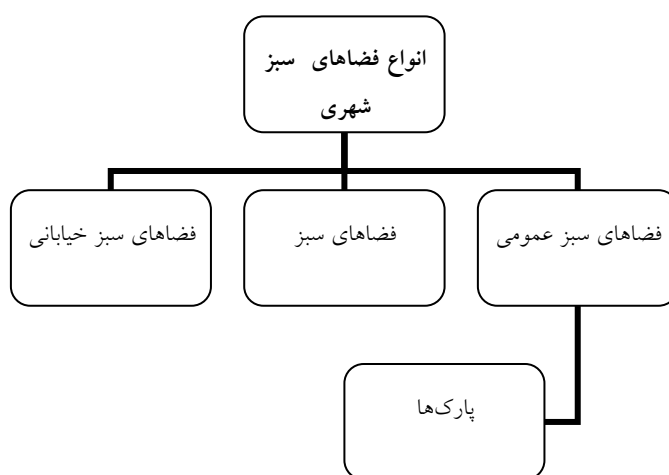 انواع فضاهای سبز
شهری
فضاهای سبز عمومی
فضاهای سبز
فضاهای سبز خیابانی
پارک‌ها